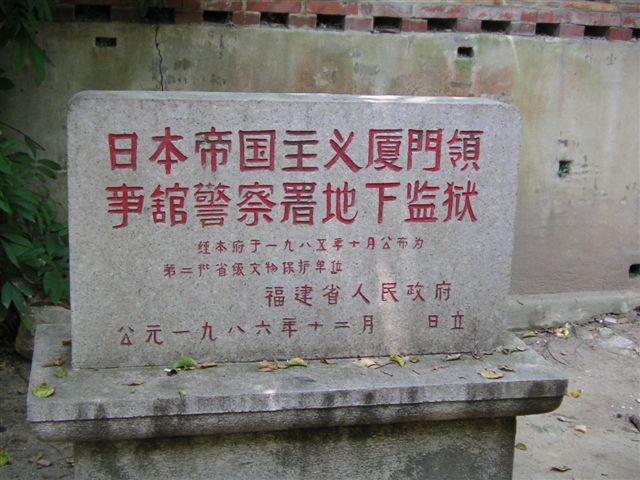 日本帝国主义厦門領
事舘警察署地下监狱
经本府于一九八五年十月公布为
第二批省级文物保护单位
福建省人民政府
公元一九八六年十二月　日立